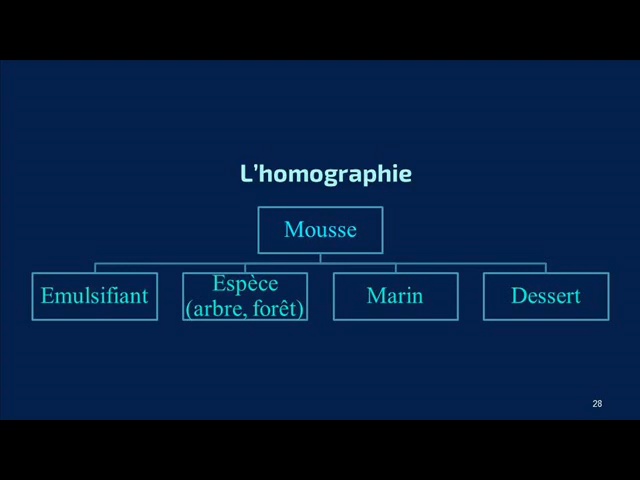 L'homographie
Mousse
Emulsifiant
Espèce
(arbre, forêt)
Marin
Dessert
28